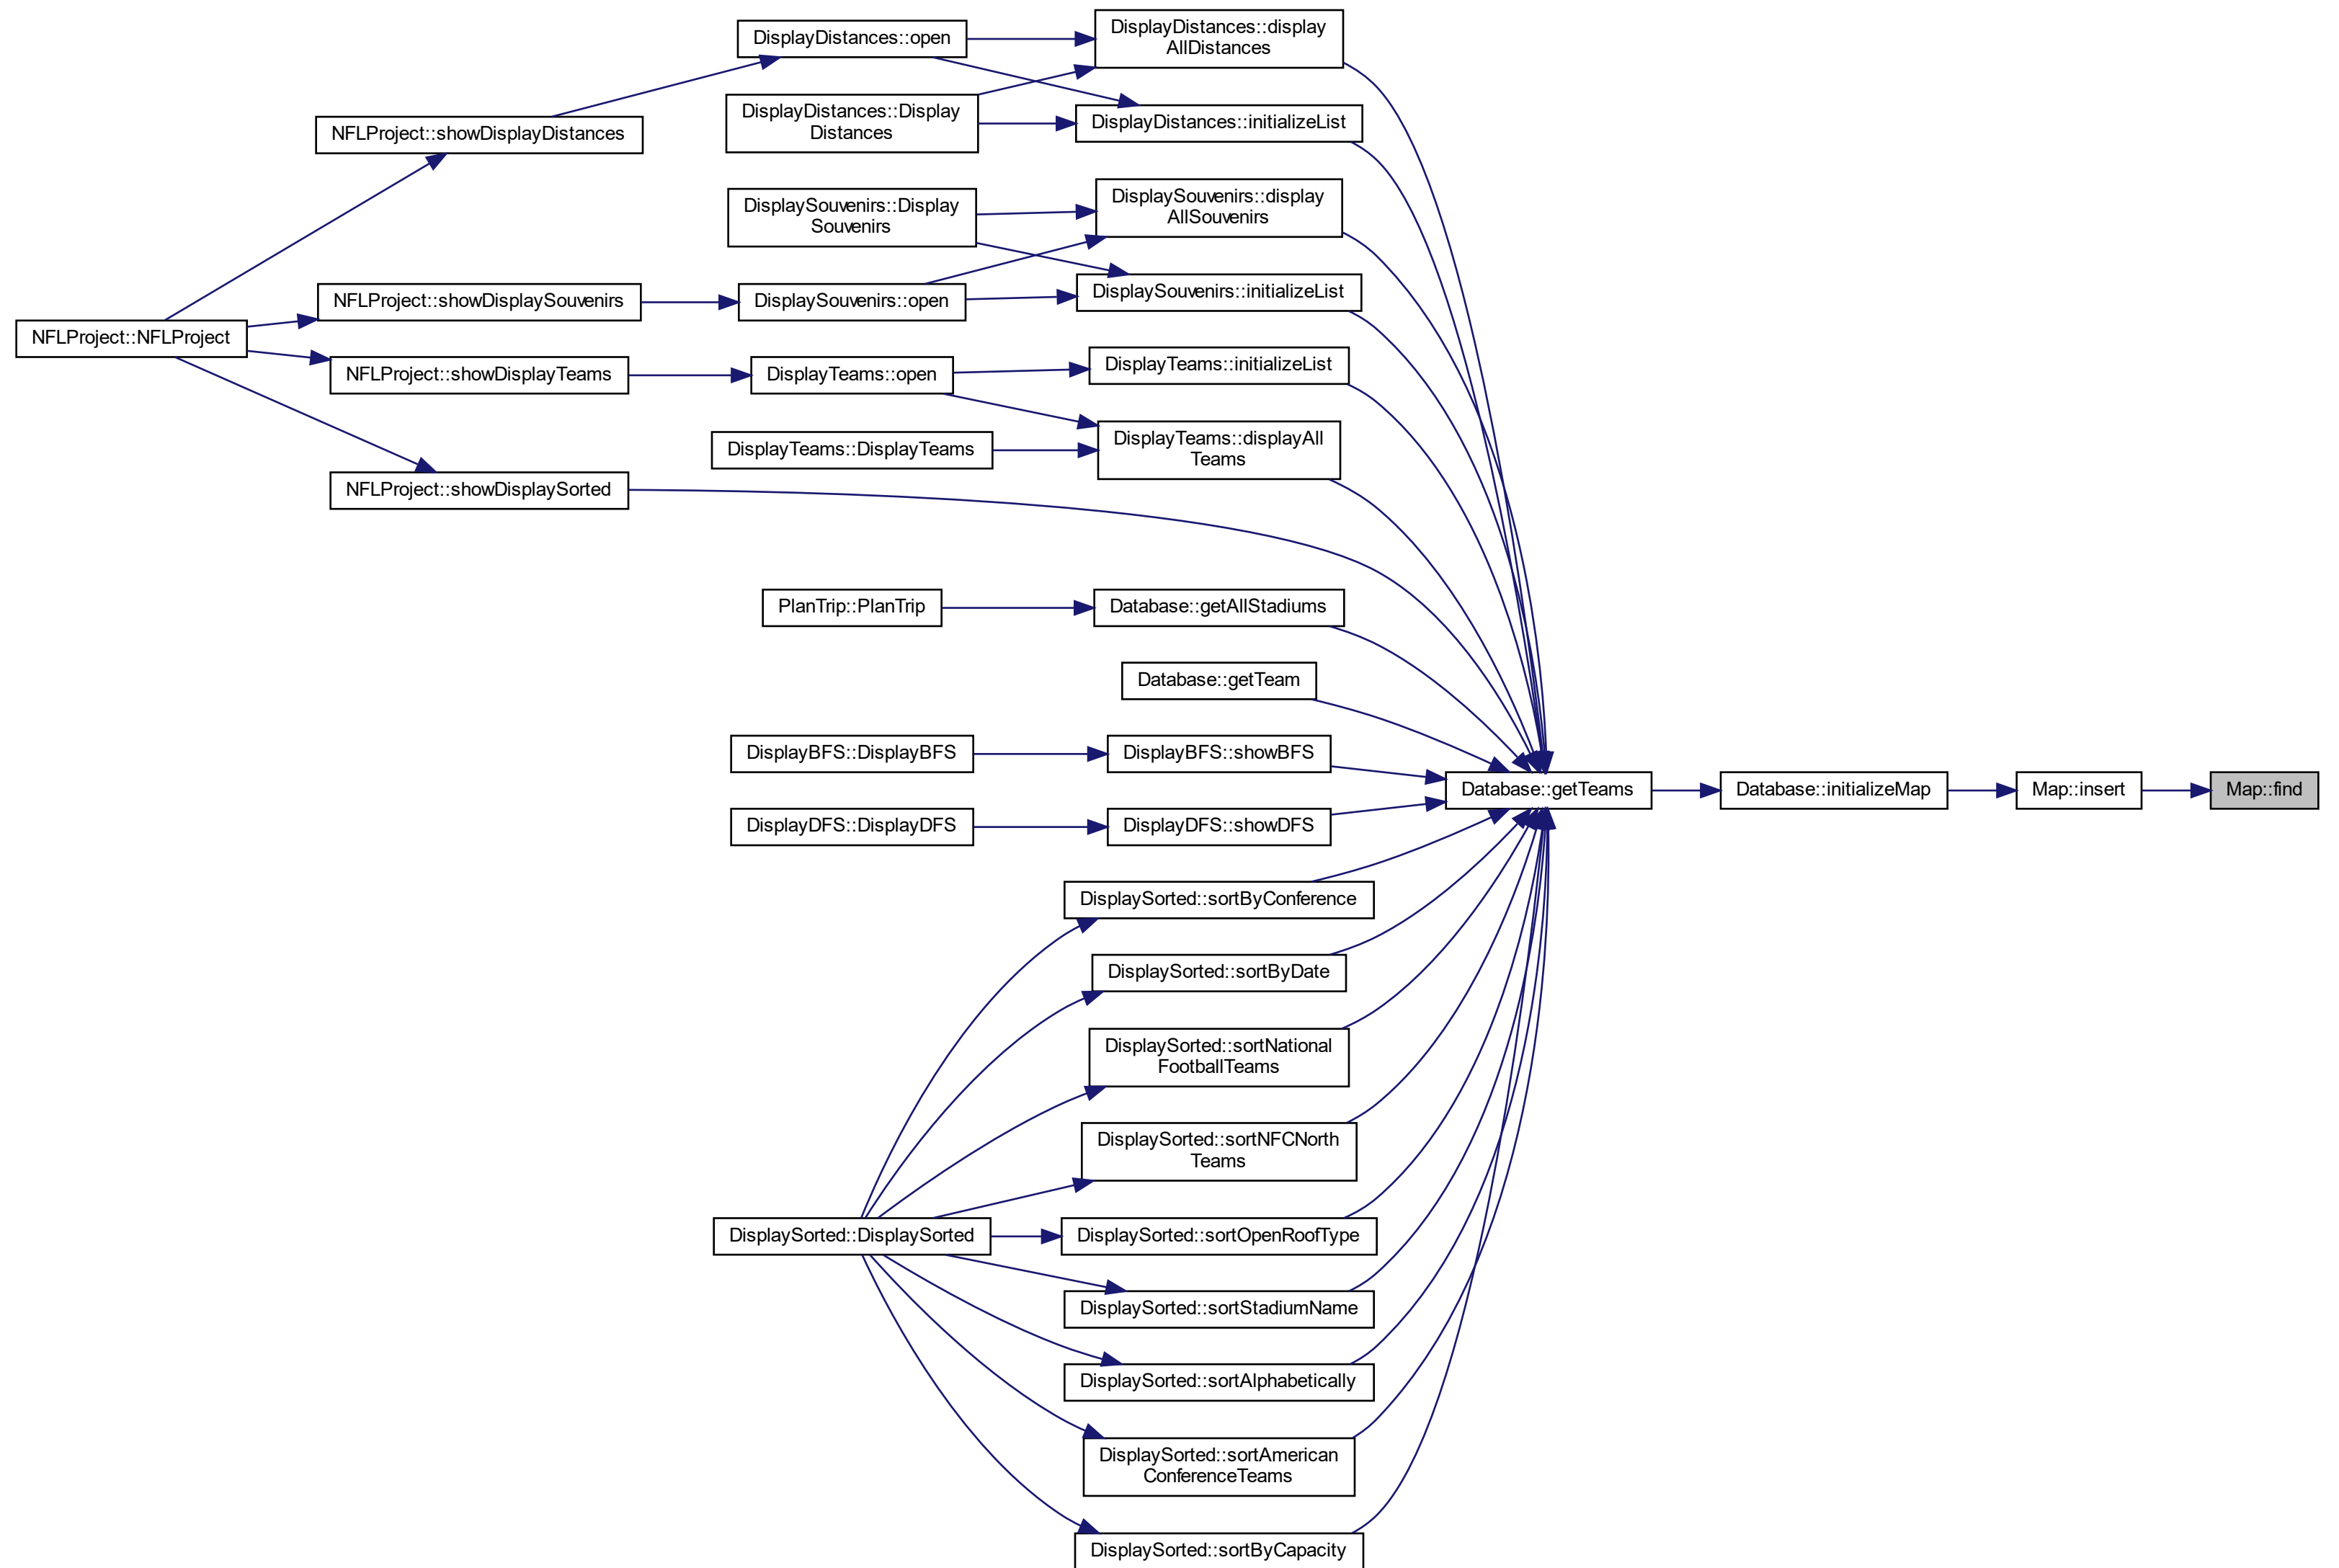 DisplayDistances::open
DisplayDistances::display
AllDistances
DisplayDistances::Display
Distances
DisplayDistances::initializeList
NFLProject::showDisplayDistances
DisplaySouvenirs::Display
Souvenirs
DisplaySouvenirs::display
AllSouvenirs
NFLProject::showDisplaySouvenirs
DisplaySouvenirs::open
DisplaySouvenirs::initializeList
NFLProject::NFLProject
NFLProject::showDisplayTeams
DisplayTeams::open
DisplayTeams::initializeList
DisplayTeams::DisplayTeams
DisplayTeams::displayAll
Teams
NFLProject::showDisplaySorted
PlanTrip::PlanTrip
Database::getAllStadiums
Database::getTeam
DisplayBFS::DisplayBFS
DisplayBFS::showBFS
Database::getTeams
Database::initializeMap
Map::insert
Map::find
DisplayDFS::DisplayDFS
DisplayDFS::showDFS
DisplaySorted::sortByConference
DisplaySorted::sortByDate
DisplaySorted::sortNational
FootballTeams
DisplaySorted::sortNFCNorth
Teams
DisplaySorted::DisplaySorted
DisplaySorted::sortOpenRoofType
DisplaySorted::sortStadiumName
DisplaySorted::sortAlphabetically
DisplaySorted::sortAmerican
ConferenceTeams
DisplaySorted::sortByCapacity